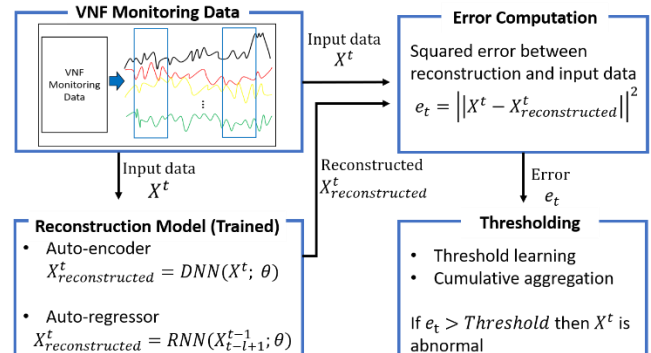 VNF Monitoring Data
VNF
Monitoring
Data
⋮
Input data
X^t
Error Computation
Squared error between
reconstruction and input data
e_t = ||X^t − X^t_reconstructed||^2
Input data
X^t
Reconstructed
X^t_reconstructed
Error
e_t
Reconstruction Model (Trained)
• Auto-encoder
X^t_reconstructed = DNN(X^t; θ)
• Auto-regressor
X^t_reconstructed = RNN(X^{t−1}_{t−l+1}; θ)
Thresholding
• Threshold learning
• Cumulative aggregation
If e_t > Threshold then X^t is
abnormal